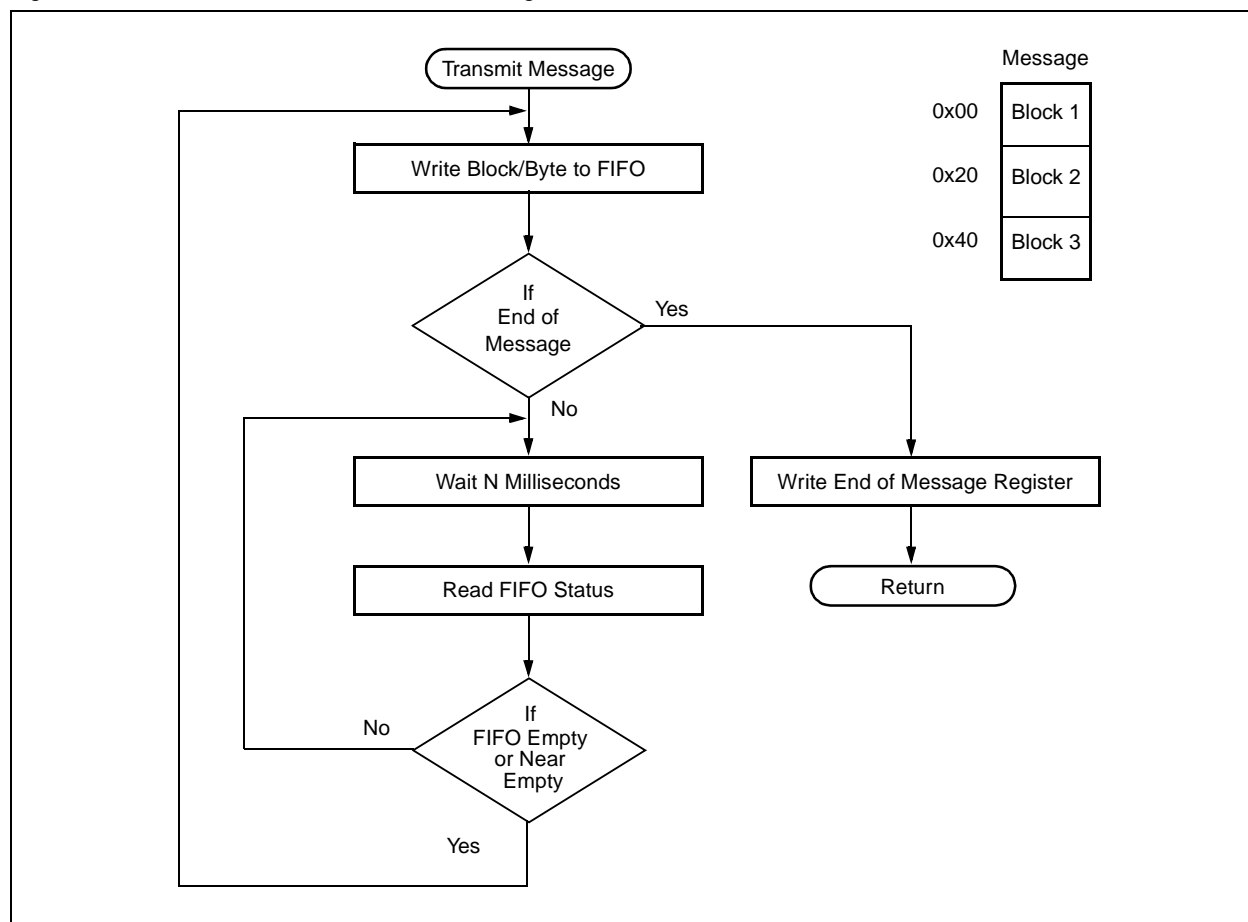 Transmit Message
Write Block/Byte to FIFO
If
End of
Message
Yes
No
Wait N Milliseconds
Write End of Message Register
Read FIFO Status
Return
If
FIFO Empty
or Near
Empty
No
Yes
Message
0x00 Block 1
0x20 Block 2
0x40 Block 3